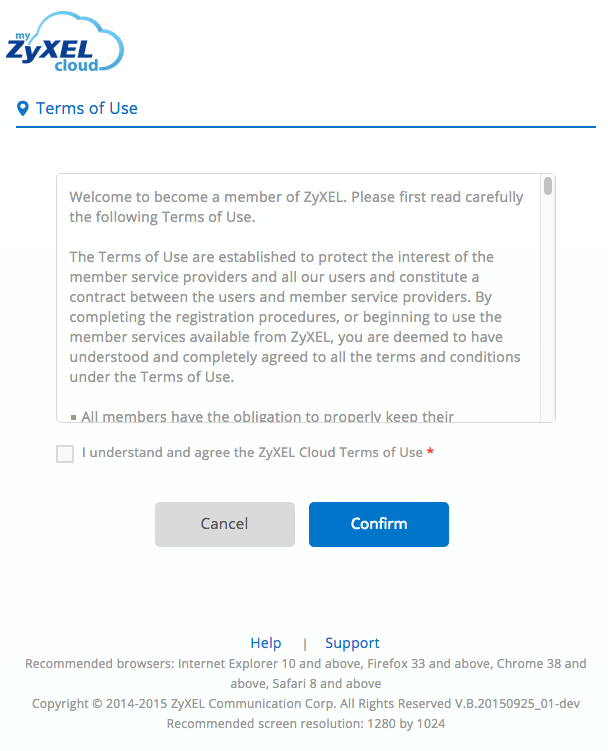 my
ZyXEL
cloud
Terms of Use
Welcome to become a member of ZyXEL. Please first read carefully
the following Terms of Use.
The Terms of Use are established to protect the interest of the
member service providers and all our users and constitute a
contract between the users and member service providers. By
completing the registration procedures, or beginning to use the
member services available from ZyXEL, you are deemed to have
understood and completely agreed to all the terms and conditions
under the Terms of Use.
▪ All members have the obligation to properly keep their
I understand and agree the ZyXEL Cloud Terms of Use *
Cancel
Confirm
Help | Support
Recommended browsers: Internet Explorer 10 and above, Firefox 33 and above, Chrome 38 and
above, Safari 8 and above
Copyright © 2014-2015 ZyXEL Communication Corp. All Rights Reserved V.B.20150925_01-dev
Recommended screen resolution: 1280 by 1024